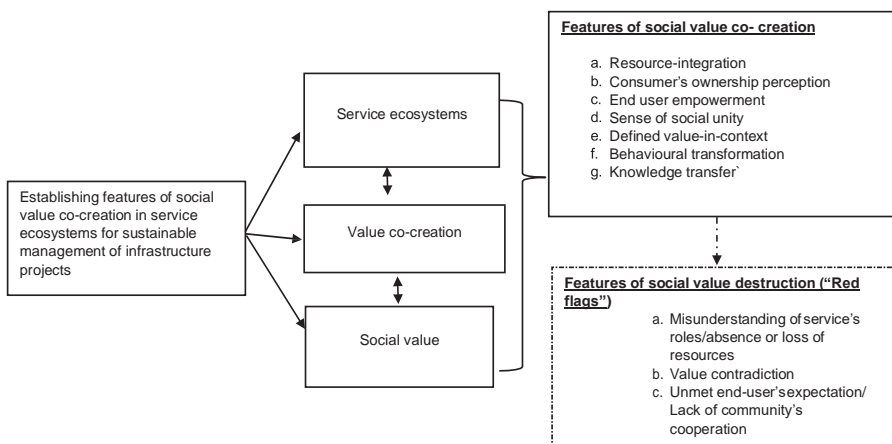 Establishing features of social
value co-creation in service
ecosystems for sustainable
management of infrastructure
projects
Service ecosystems
Value co-creation
Social value
Features of social value co- creation
a. Resource-integration
b. Consumer's ownership perception
c. End user empowerment
d. Sense of social unity
e. Defined value-in-context
f. Behavioural transformation
g. Knowledge transfer`
Features of social value destruction (“Red
flags”)
a. Misunderstanding of service's
roles/absence or loss of
resources
b. Value contradiction
c. Unmet end-user'sexpectation/
Lack of community's
cooperation